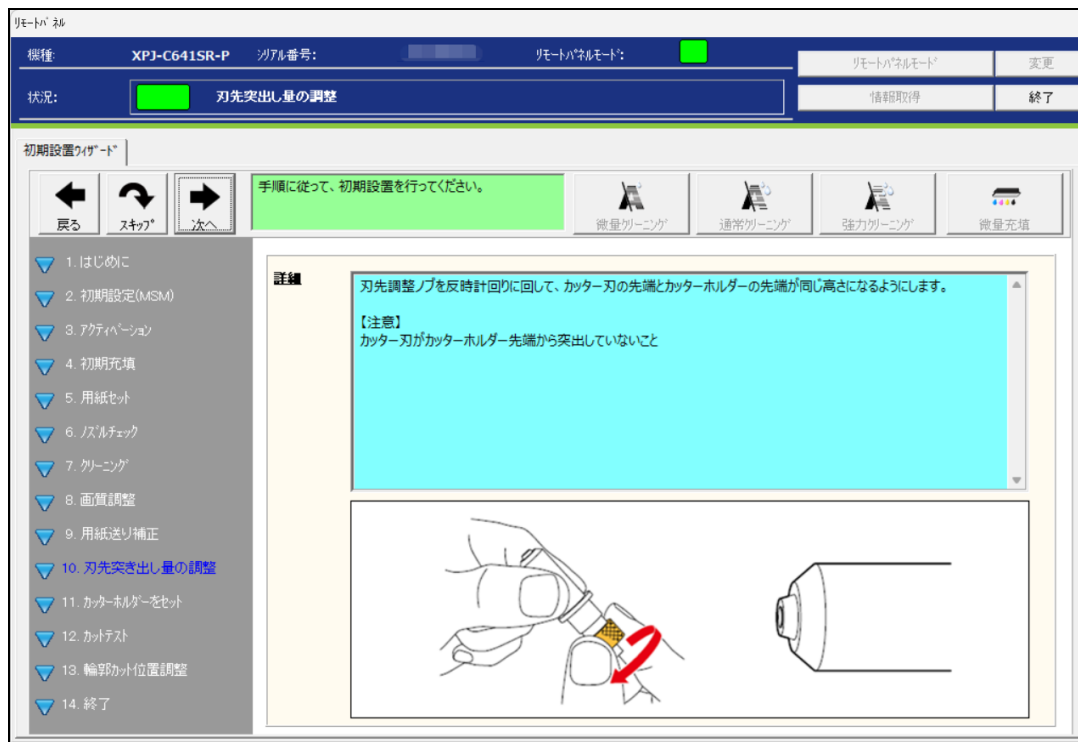 リモートパネル
機種:
XPJ-C641SR-P
シリアル番号:
リモートパネルモード:
リモートパネルモード
変更
状況:
刃先突出し量の調整
情報取得
終了
初期設置ウィザード
戻る
スキップ
次へ
手順に従って、初期設置を行ってください。
微量クリーニング
通常クリーニング
強力クリーニング
微量充填
1. はじめに
2. 初期設定(MSM)
3. アクティベーション
4. 初期充填
5. 用紙セット
6. ノズルチェック
7. クリーニング
8. 画質調整
9. 用紙送り補正
10. 刃先突き出し量の調整
11. カッターホルダーをセット
12. カットテスト
13. 輪郭カット位置調整
14. 終了
詳細
刃先調整ノブを反時計回りに回して、カッター刃の先端とカッターホルダーの先端が同じ高さになるようにします。
【注意】
カッター刃がカッターホルダー先端から突出していないこと